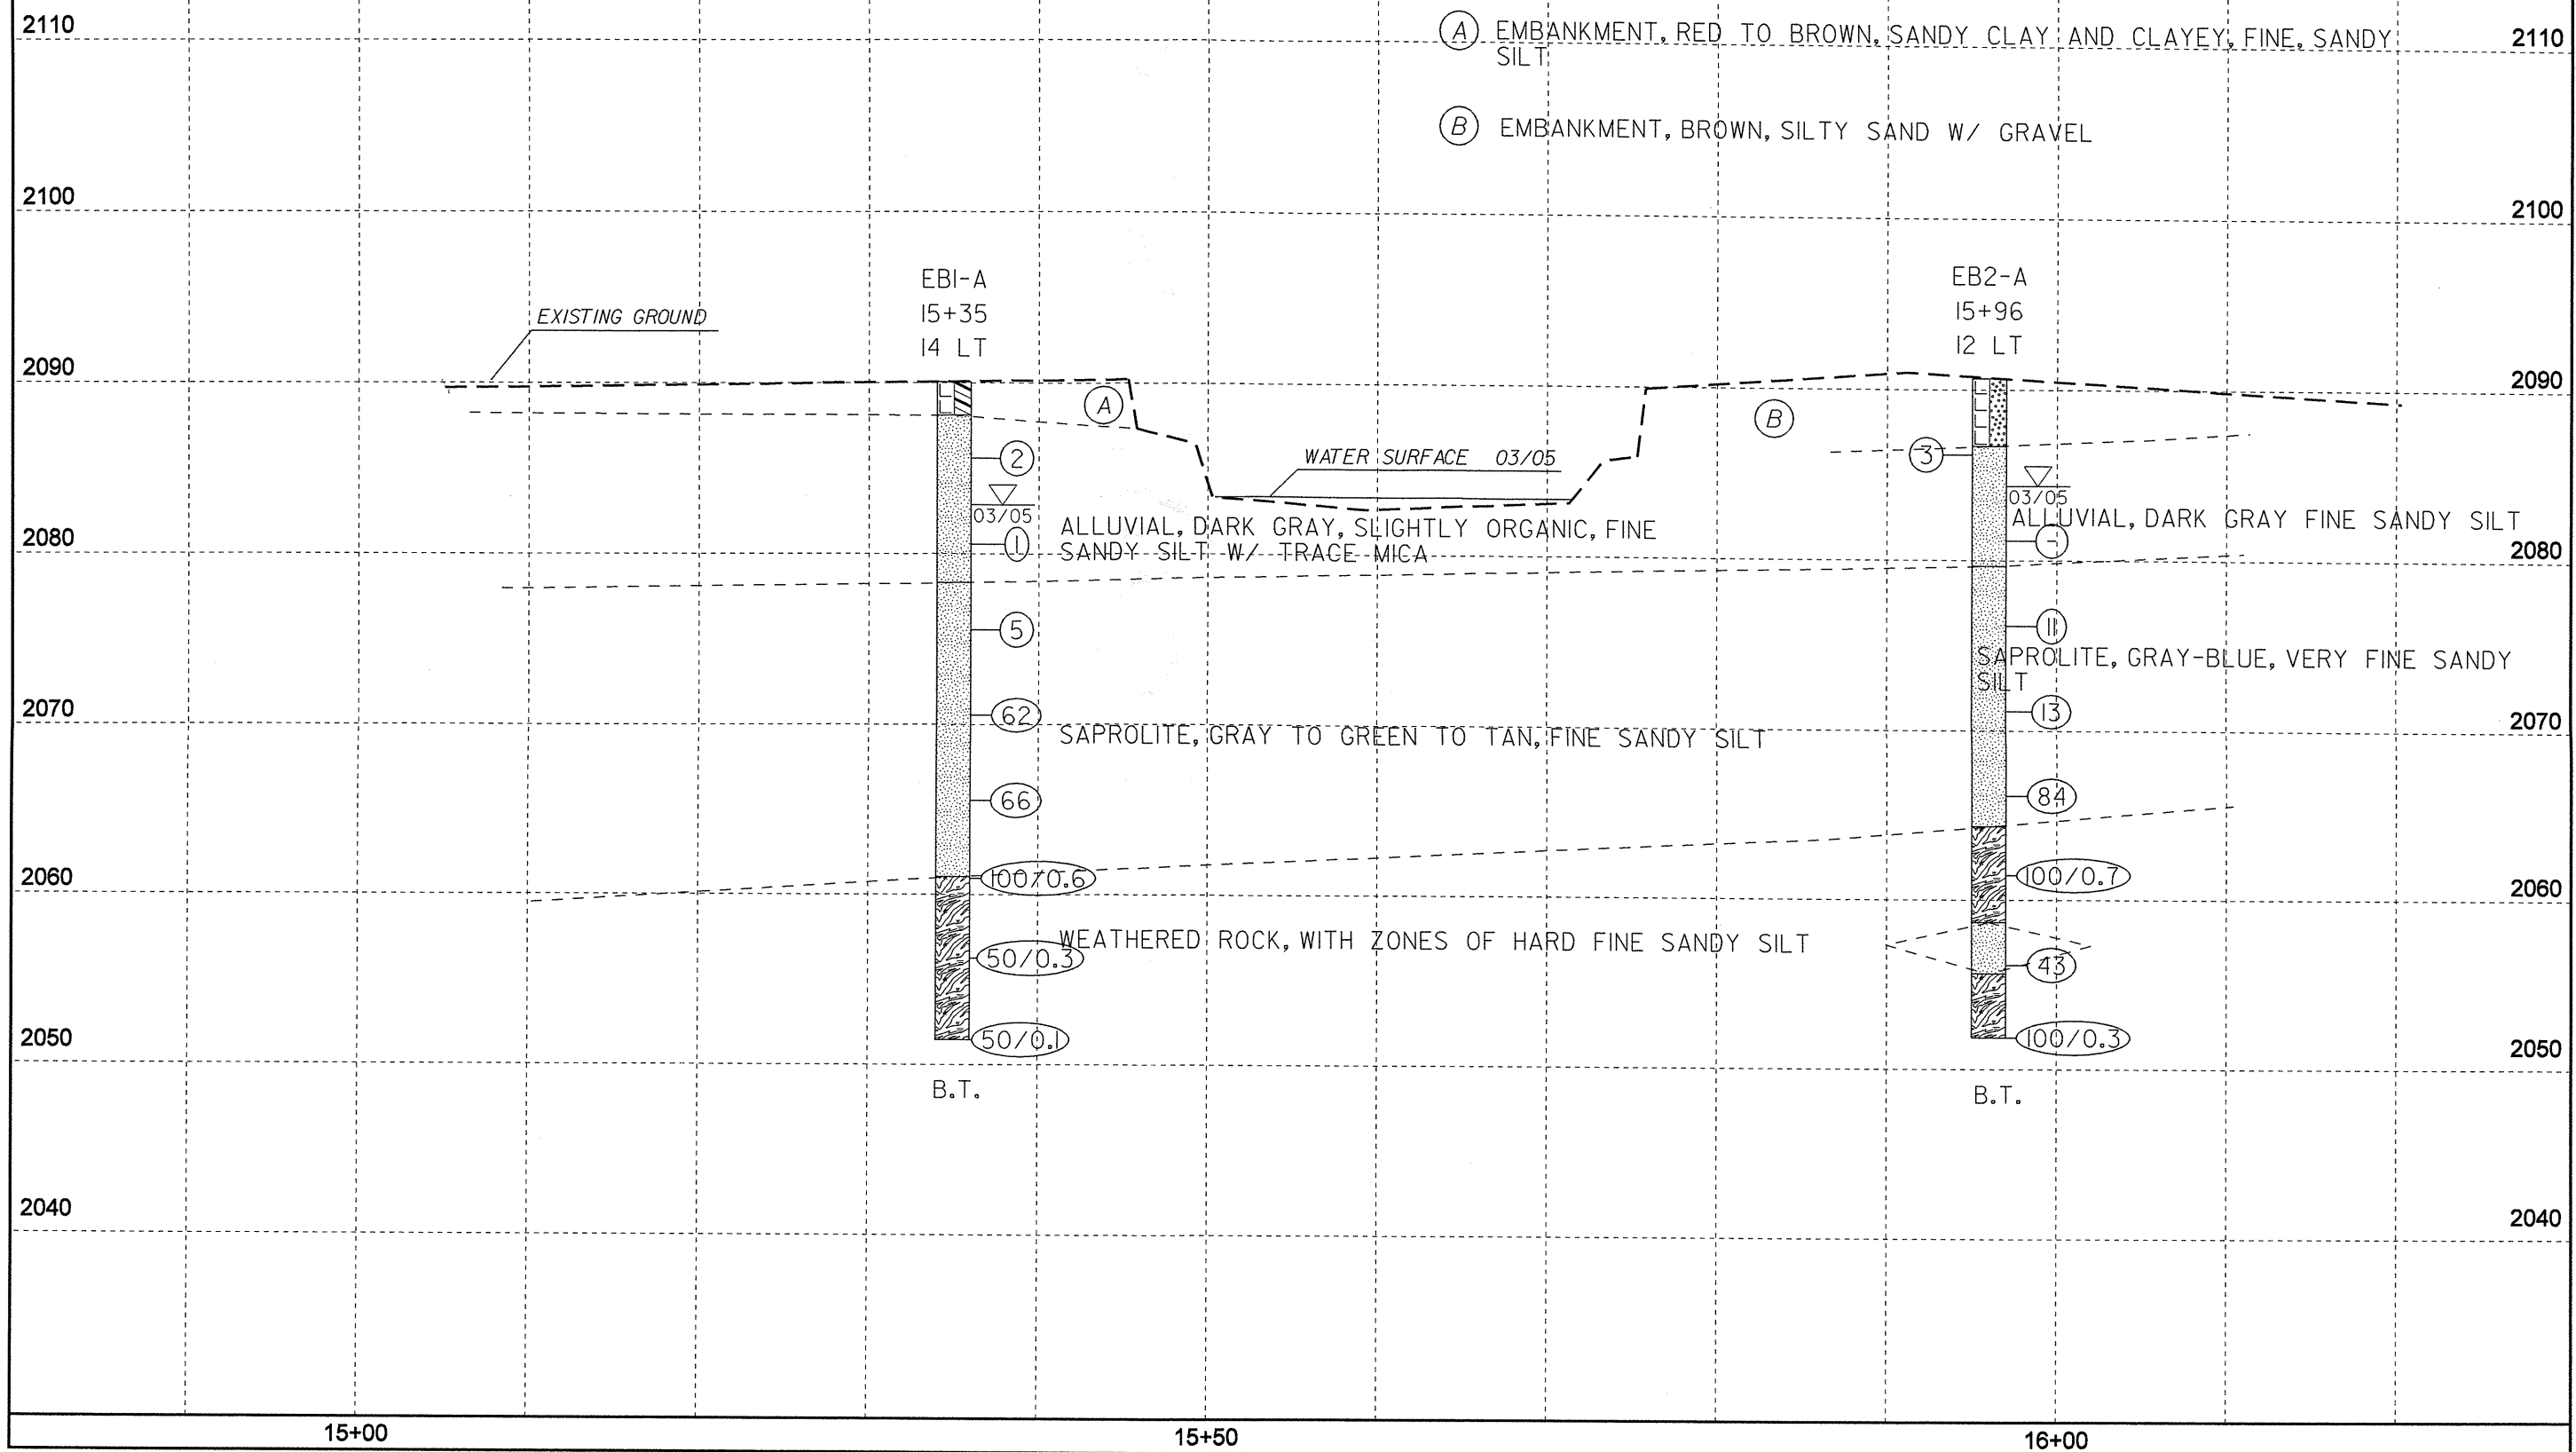 2110
(A) EMBANKMENT, RED TO BROWN, SANDY CLAY AND CLAYEY, FINE, SANDY
SILT
2110
(B) EMBANKMENT, BROWN, SILTY SAND W/ GRAVEL
2100
2100
EB1-A
15+35
14 LT
EB2-A
15+96
12 LT
EXISTING GROUND
2090
2090
A
B
2
3
WATER SURFACE 03/05
03/05
03/05
ALLUVIAL, DARK GRAY, SLIGHTLY ORGANIC, FINE
SANDY SILT W/ TRACE MICA
ALLUVIAL, DARK GRAY FINE SANDY SILT
1
2080
2080
5
11
SAPROLITE, GRAY-BLUE, VERY FINE SANDY
SILT
62
13
2070
2070
SAPROLITE, GRAY TO GREEN TO TAN, FINE SANDY SILT
66
84
2060
100/0.6
100/0.7
2060
WEATHERED ROCK, WITH ZONES OF HARD FINE SANDY SILT
50/0.3
43
2050
50/0.1
100/0.3
2050
B.T.
B.T.
2040
2040
15+00
15+50
16+00